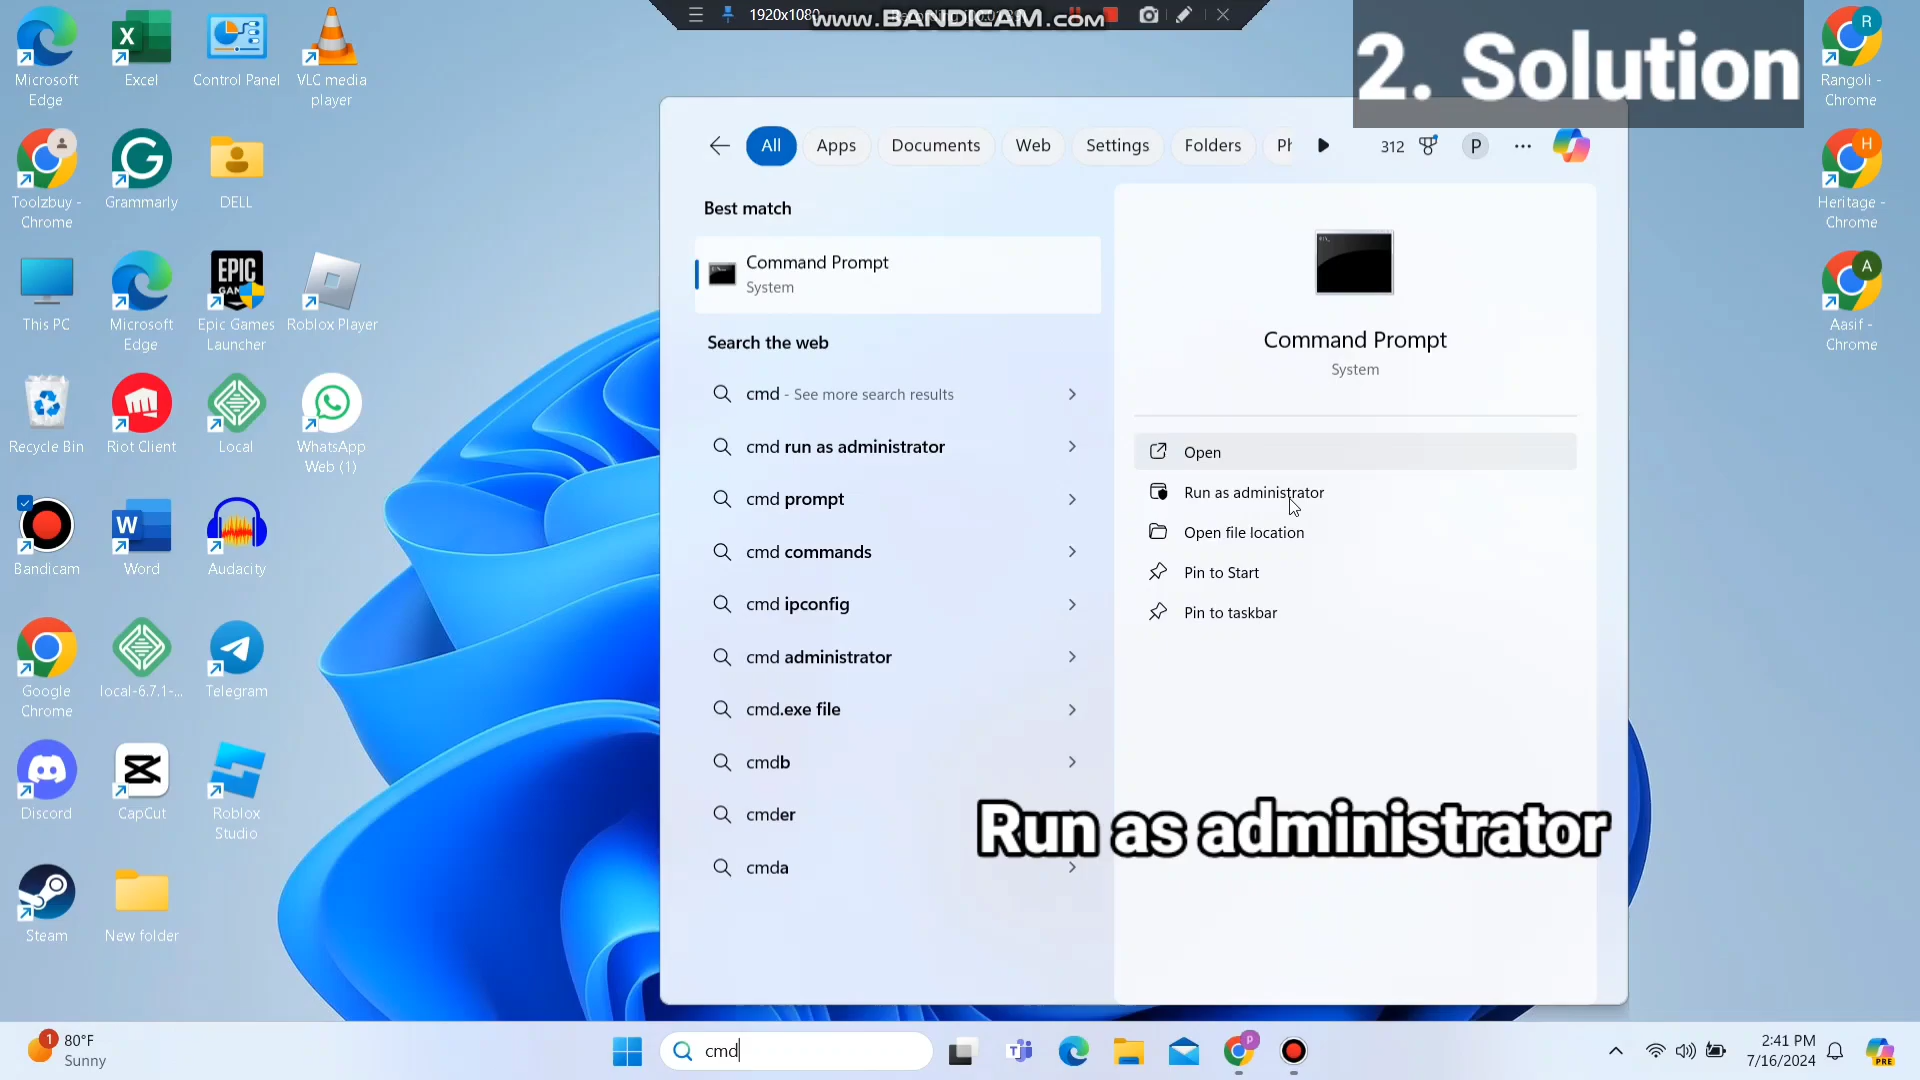 1920x1080
www.BANDICAM.com
2. Solution
Microsoft Edge
Excel
Control Panel
VLC media player
Rangoli - Chrome
R
All
Apps
Documents
Web
Settings
Folders
312
P
Toolzbuy - Chrome
Grammarly
DELL
H
Heritage - Chrome
Best match
Command Prompt
System
Search the web
cmd - See more search results
cmd run as administrator
cmd prompt
cmd commands
cmd ipconfig
cmd administrator
cmd.exe file
cmdb
cmder
cmda
Command Prompt
System
Open
Run as administrator
Open file location
Pin to Start
Pin to taskbar
Run as administrator
This PC
Microsoft Edge
EPIC
Epic Games Launcher
Roblox Player
A
Aasif - Chrome
Recycle Bin
Riot Client
Local
WhatsApp Web (1)
Bandicam
W
Word
Audacity
Google Chrome
local-6.7.1-...
Telegram
Discord
CapCut
Roblox Studio
Steam
New folder
1
80°F
Sunny
cmd
P
2:41 PM
7/16/2024
PRE